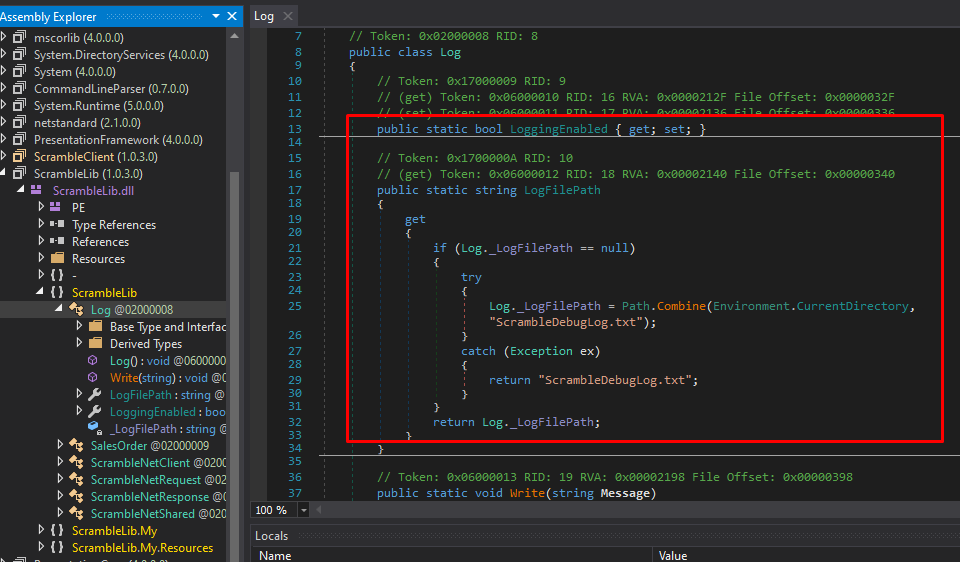 Assembly Explorer
mscorlib (4.0.0.0)
System.DirectoryServices (4.0.0.0)
System (4.0.0.0)
CommandLineParser (0.7.0.0)
System.Runtime (5.0.0.0)
netstandard (2.1.0.0)
PresentationFramework (4.0.0.0)
ScrambleClient (1.0.3.0)
ScrambleLib (1.0.3.0)
ScrambleLib.dll
PE
Type References
References
Resources
{ } -
{ } ScrambleLib
Log @02000008
Base Type and Interfac
Derived Types
Log() : void @0600000
Write(string) : void @0
LogFilePath : string @
LoggingEnabled : boo
_LogFilePath : string @
SalesOrder @02000009
ScrambleNetClient @0200
ScrambleNetRequest @02
ScrambleNetResponse @0
ScrambleNetShared @020
{ } ScrambleLib.My
{ } ScrambleLib.My.Resources
Log
7 // Token: 0x02000008 RID: 8
8 public class Log
9 {
10 // Token: 0x17000009 RID: 9
11 // (get) Token: 0x06000010 RID: 16 RVA: 0x0000212F File Offset: 0x0000032F
12 // (set) Token: 0x06000011 RID: 17 RVA: 0x00002136 File Offset: 0x00000336
13 public static bool LoggingEnabled { get; set; }
14
15 // Token: 0x1700000A RID: 10
16 // (get) Token: 0x06000012 RID: 18 RVA: 0x00002140 File Offset: 0x00000340
17 public static string LogFilePath
18 {
19 get
20 {
21 if (Log._LogFilePath == null)
22 {
23 try
24 {
25 Log._LogFilePath = Path.Combine(Environment.CurrentDirectory,
"ScrambleDebugLog.txt");
26 }
27 catch (Exception ex)
28 {
29 return "ScrambleDebugLog.txt";
30 }
31 }
32 return Log._LogFilePath;
33 }
34 }
35
36 // Token: 0x06000013 RID: 19 RVA: 0x00002198 File Offset: 0x00000398
37 public static void Write(string Message)
100 %
Locals
Name Value